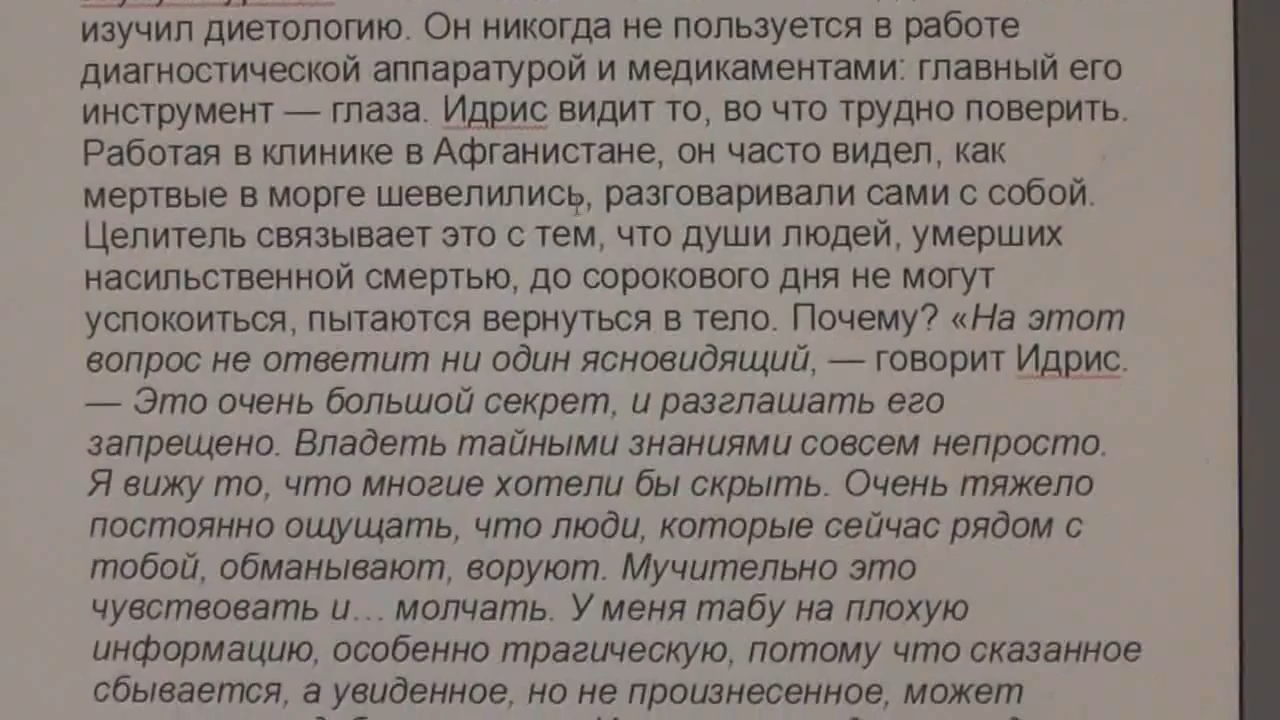 изучил диетологию. Он никогда не пользуется в работе
диагностической аппаратурой и медикаментами: главный его
инструмент — глаза. Идрис видит то, во что трудно поверить.
Работая в клинике в Афганистане, он часто видел, как
мертвые в морге шевелились, разговаривали сами с собой.
Целитель связывает это с тем, что души людей, умерших
насильственной смертью, до сорокового дня не могут
успокоиться, пытаются вернуться в тело. Почему? «На этот
вопрос не ответит ни один ясновидящий, — говорит Идрис.
— Это очень большой секрет, и разглашать его
запрещено. Владеть тайными знаниями совсем непросто.
Я вижу то, что многие хотели бы скрыть. Очень тяжело
постоянно ощущать, что люди, которые сейчас рядом с
тобой, обманывают, воруют. Мучительно это
чувствовать и… молчать. У меня табу на плохую
информацию, особенно трагическую, потому что сказанное
сбывается, а увиденное, но не произнесенное, может